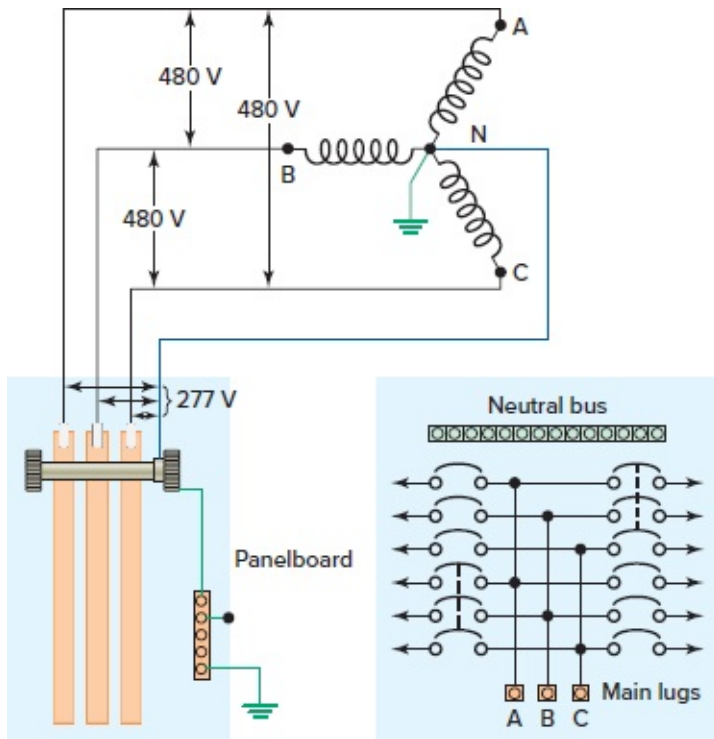 A
480 V
480 V
N
B
480 V
C
277 V
Neutral bus
Panelboard
Main lugs
A B C